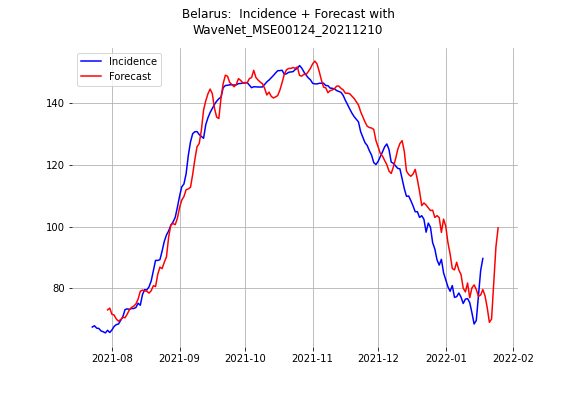 Belarus:  Incidence + Forecast with
WaveNet_MSE00124_20211210
Incidence
Forecast
140
120
100
80
2021-08
2021-09
2021-10
2021-11
2021-12
2022-01
2022-02